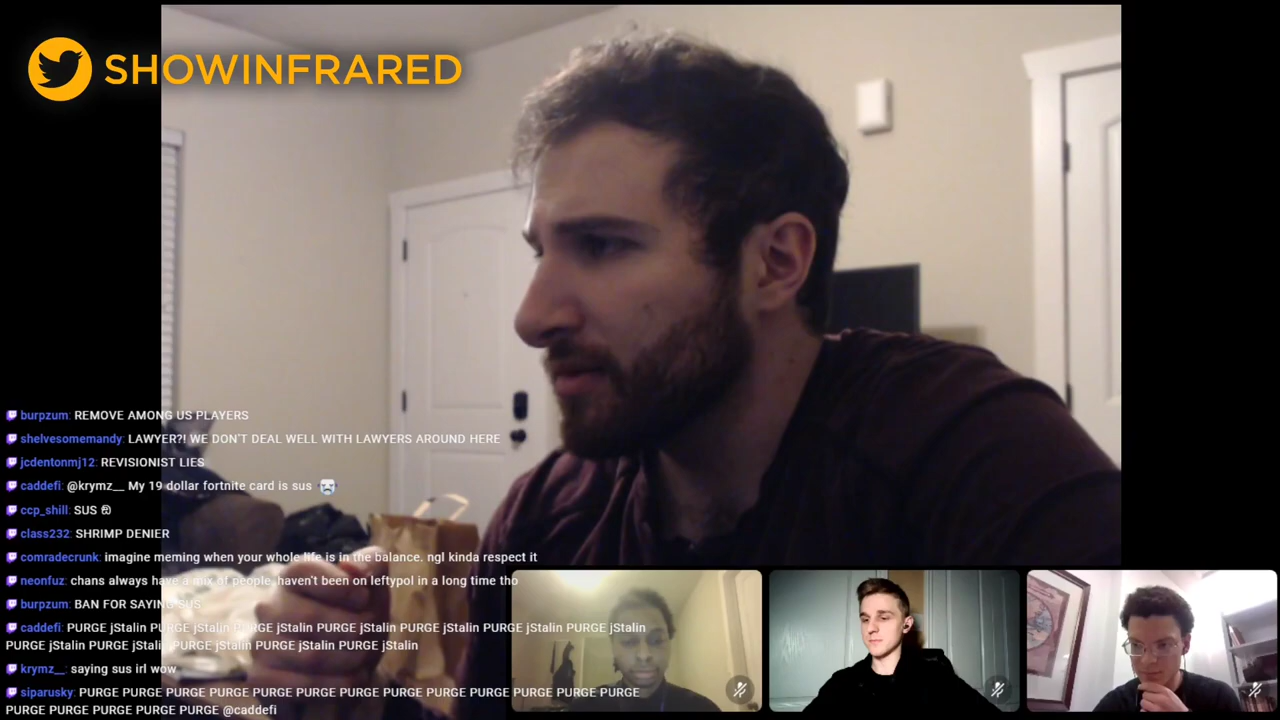 SHOWINFRARED
burpzum: REMOVE AMONG US PLAYERS
shelvesomemandy: LAWYER?! WE DON'T DEAL WELL WITH LAWYERS AROUND HERE
jcdentonmj12: REVISIONIST LIES
caddefi: @krymz__ My 19 dollar fortnite card is sus
ccp_shill: SUS ඞ
class232: SHRIMP DENIER
comradecrunk: imagine meming when your whole life is in the balance. ngl kinda respect it
neonfuz: chans always have a mix of people, haven't been on leftypol in a long time tho
burpzum: BAN FOR SAYING SUS
caddefi: PURGE jStalin PURGE jStalin PURGE jStalin PURGE jStalin PURGE jStalin PURGE jStalin PURGE jStalin
PURGE jStalin PURGE jStalin PURGE jStalin PURGE jStalin PURGE jStalin
krymz__: saying sus irl wow
siparusky: PURGE PURGE PURGE PURGE PURGE PURGE PURGE PURGE PURGE PURGE PURGE PURGE PURGE
PURGE PURGE PURGE PURGE PURGE @caddefi